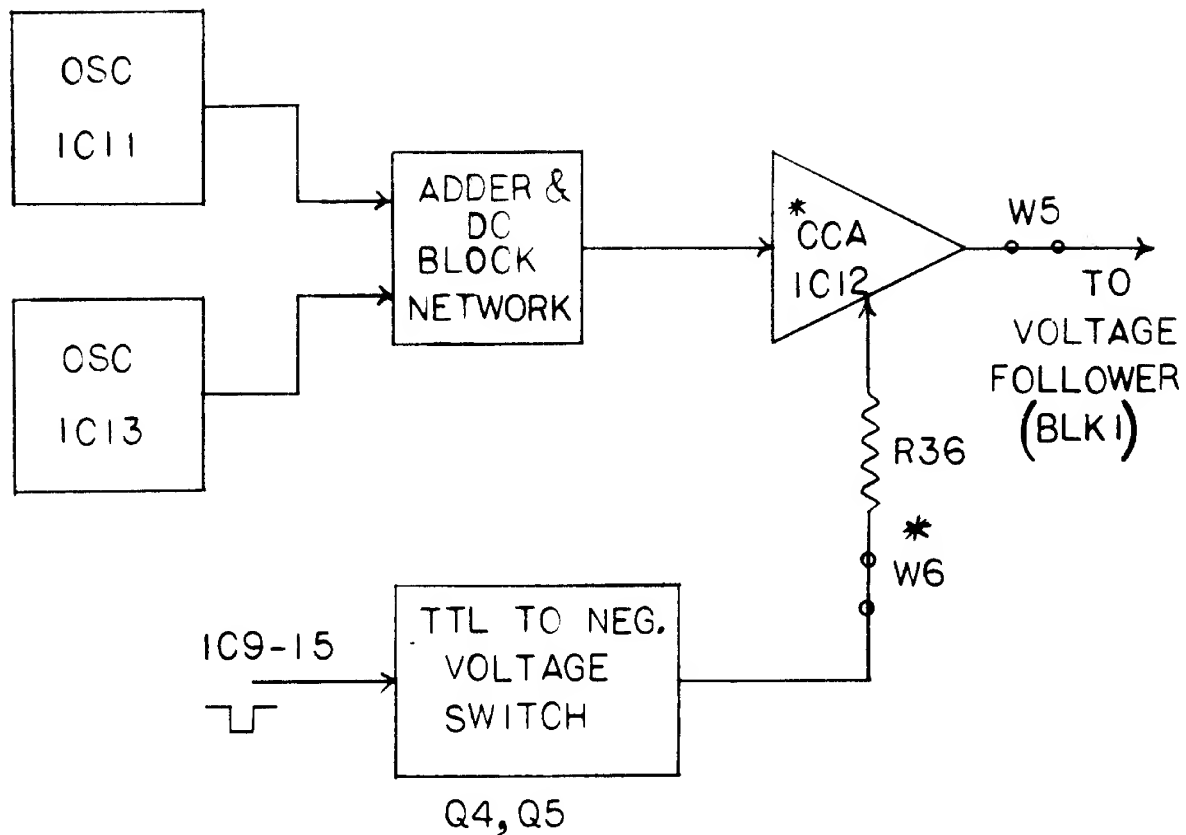 OSC
IC11
OSC
IC13
ADDER &
DC
BLOCK
NETWORK
*
CCA
IC12
W5
TO
VOLTAGE
FOLLOWER
(BLK1)
R36
*
W6
IC9-15
TTL TO NEG.
VOLTAGE
SWITCH
Q4, Q5